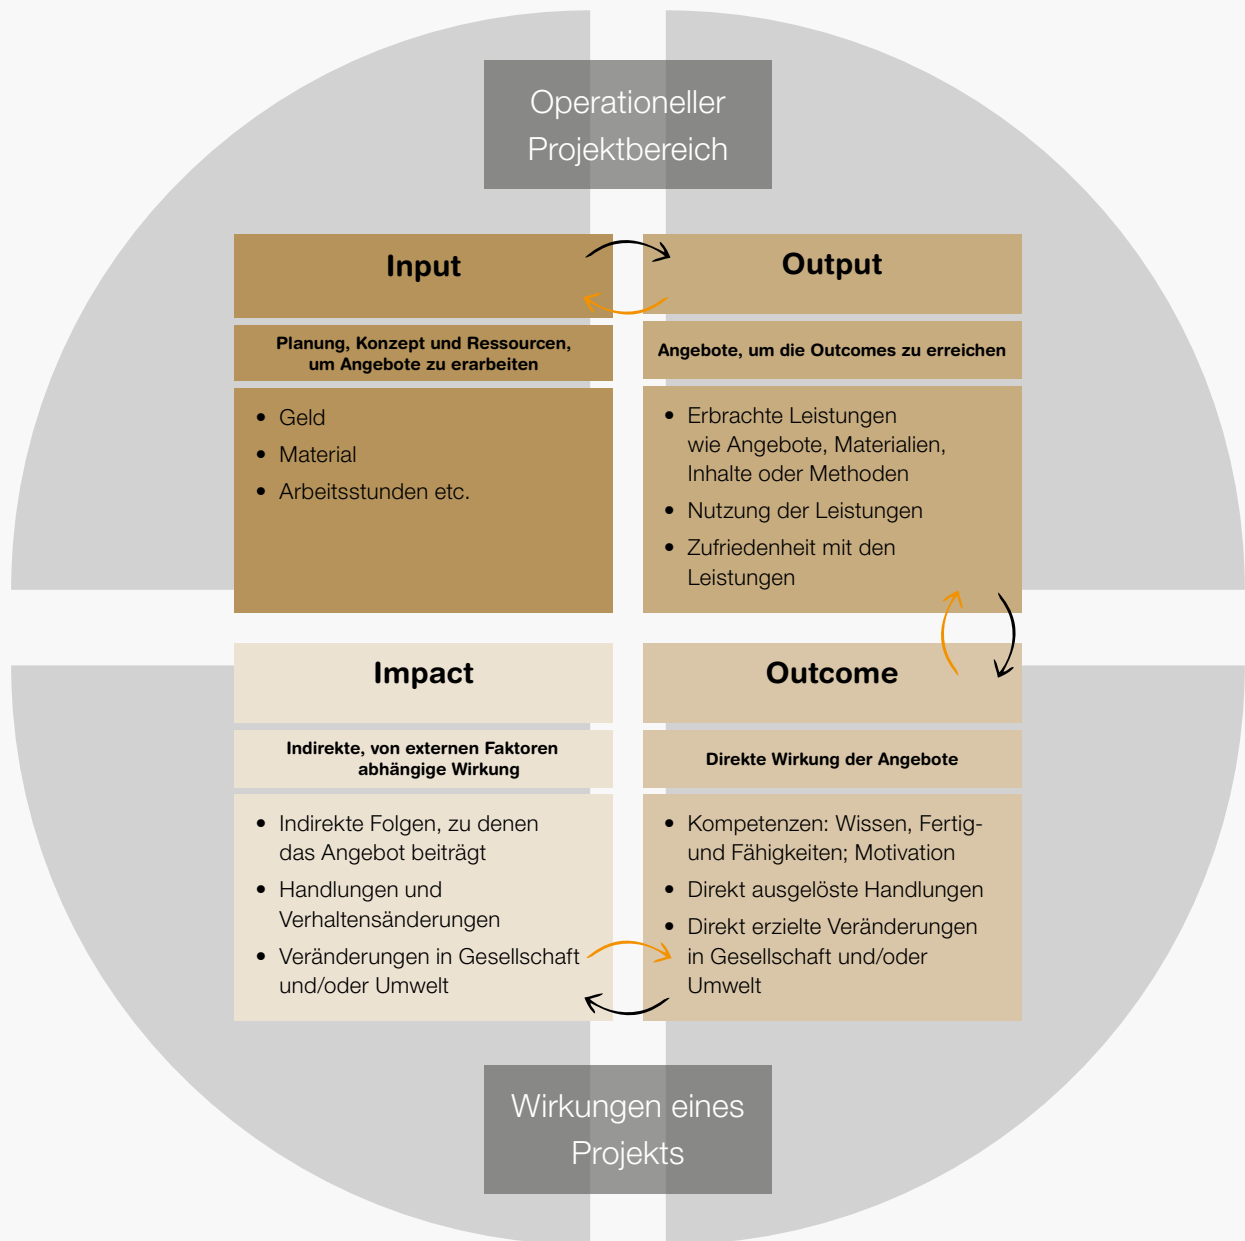 Operationeller
Projektbereich
Input
Planung, Konzept und Ressourcen,
um Angebote zu erarbeiten
• Geld
• Material
• Arbeitsstunden etc.
Output
Angebote, um die Outcomes zu erreichen
• Erbrachte Leistungen
wie Angebote, Materialien,
Inhalte oder Methoden
• Nutzung der Leistungen
• Zufriedenheit mit den
Leistungen
Impact
Indirekte, von externen Faktoren
abhängige Wirkung
• Indirekte Folgen, zu denen
das Angebot beiträgt
• Handlungen und
Verhaltensänderungen
• Veränderungen in Gesellschaft
und/oder Umwelt
Outcome
Direkte Wirkung der Angebote
• Kompetenzen: Wissen, Fertig-
und Fähigkeiten; Motivation
• Direkt ausgelöste Handlungen
• Direkt erzielte Veränderungen
in Gesellschaft und/oder
Umwelt
Wirkungen eines
Projekts